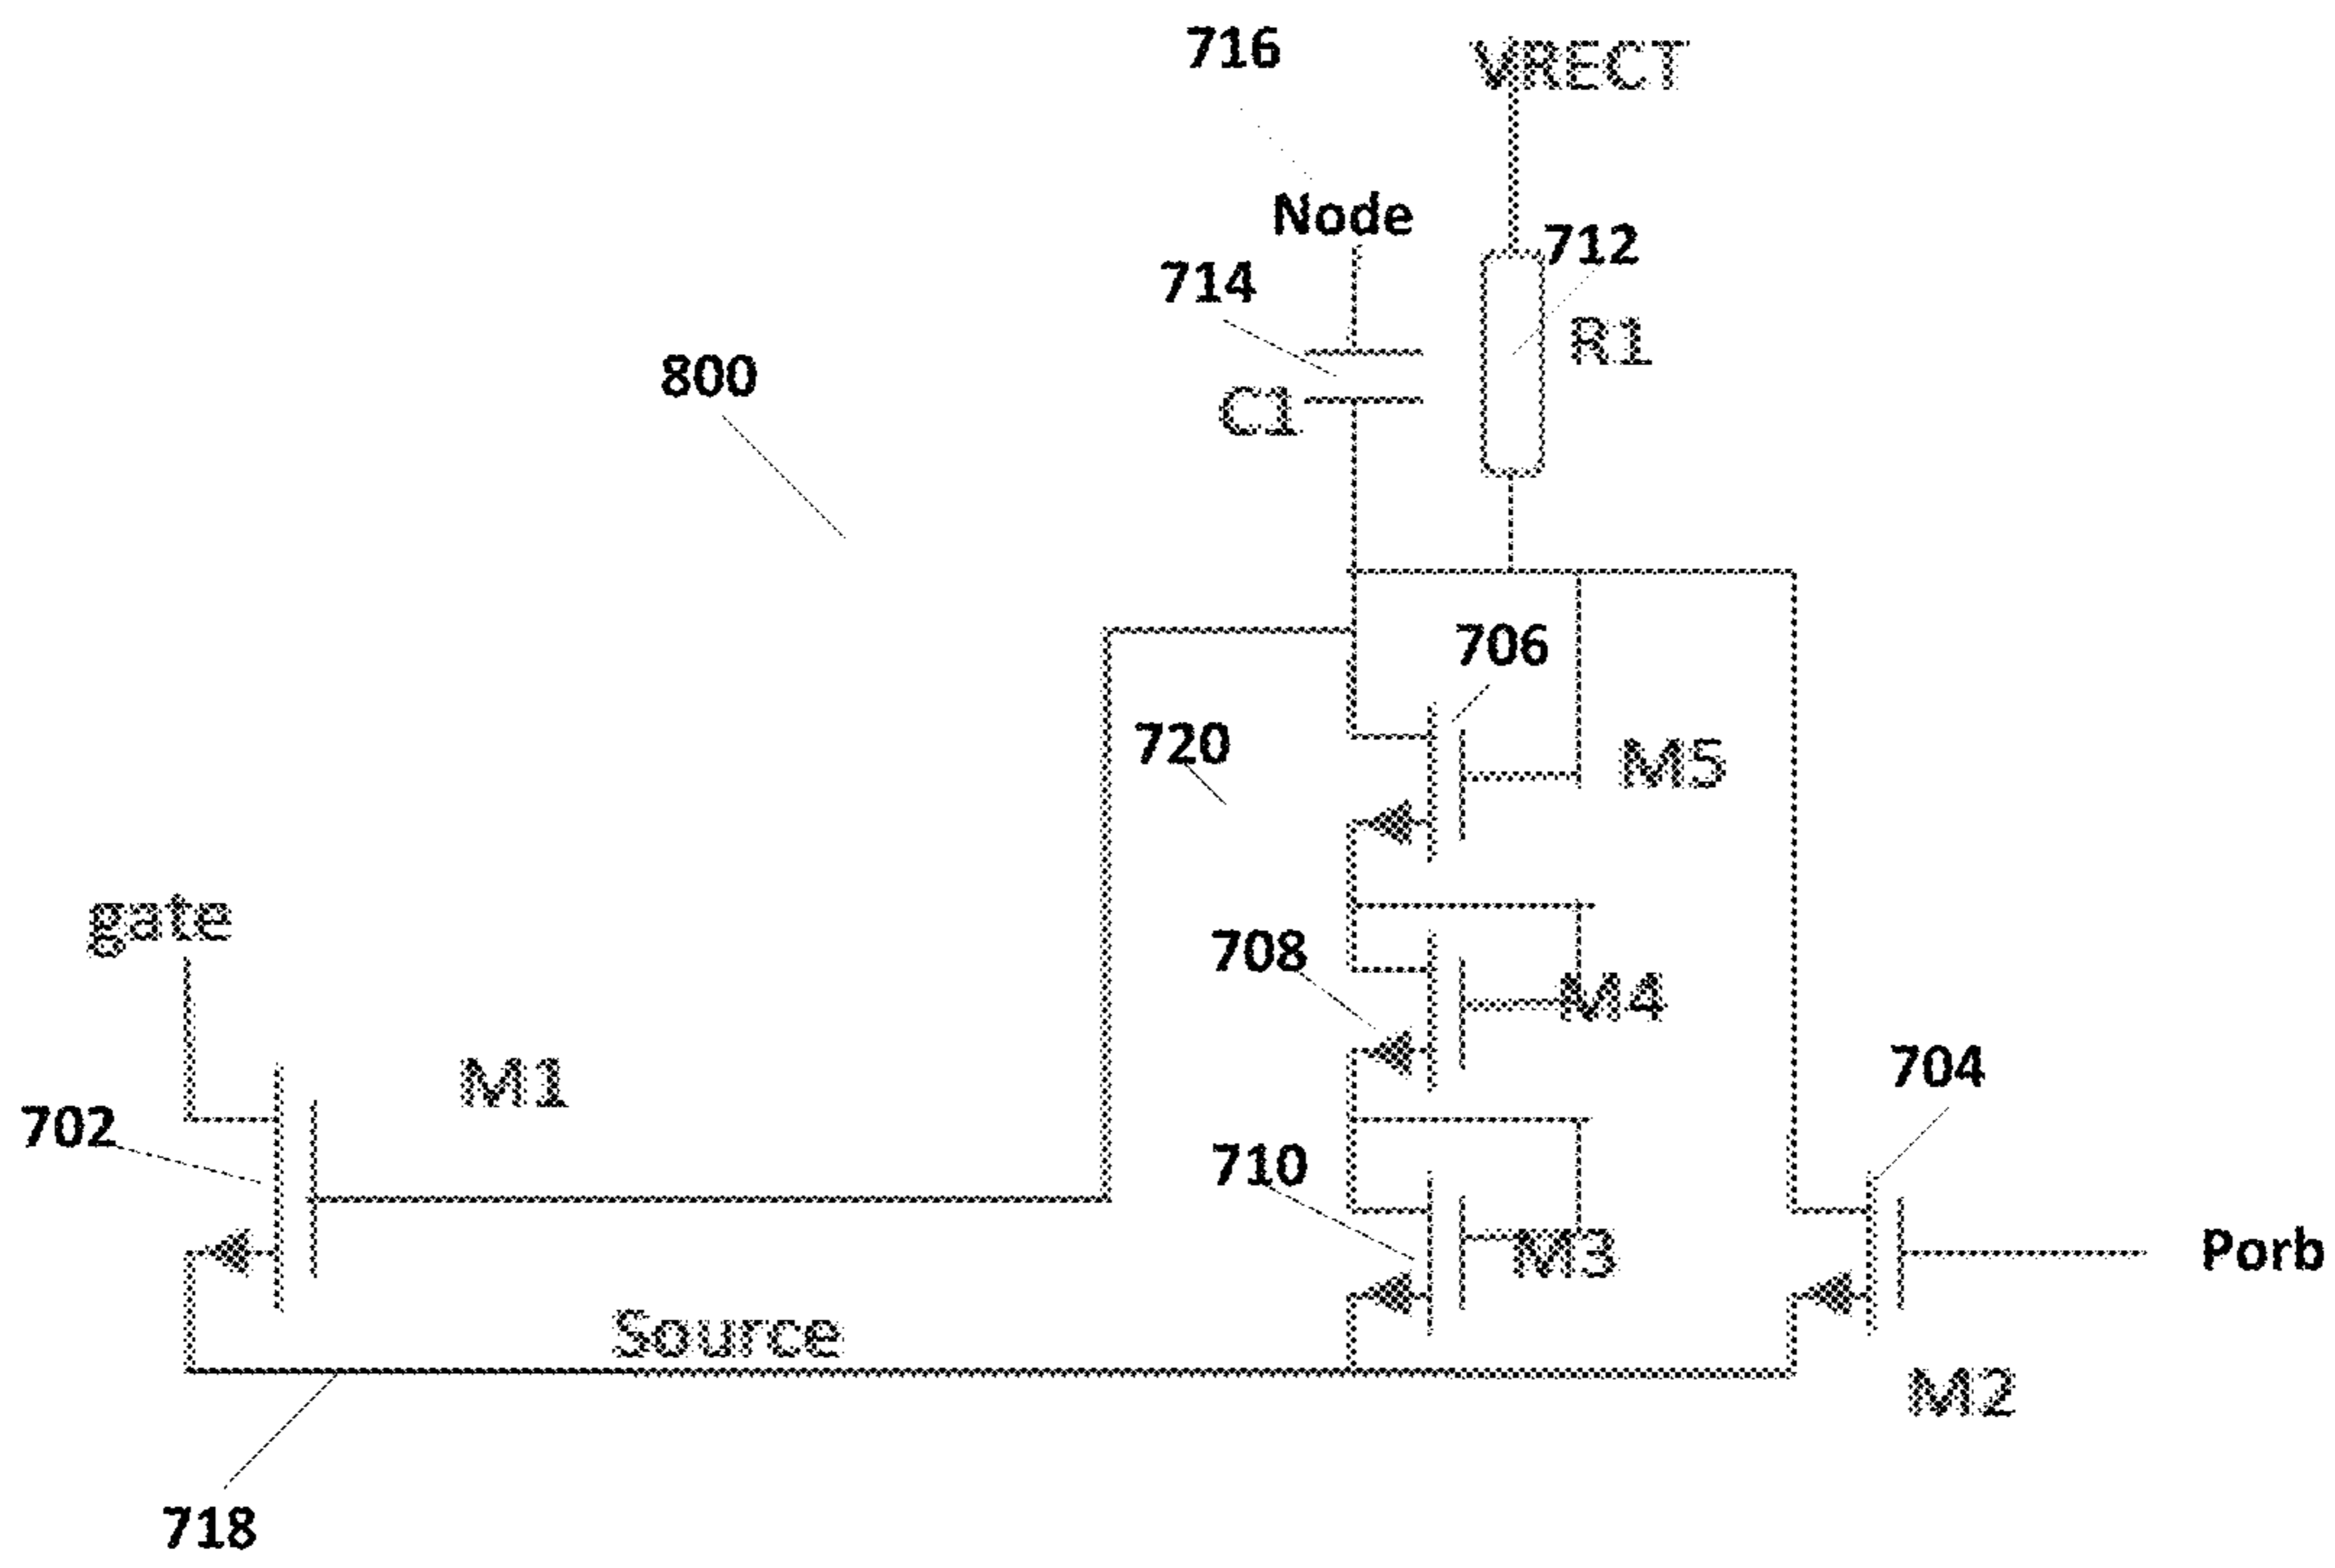 716
VRECT
Node
712
714
R1
800
C1
706
720
M5
gate
708
M4
M1
704
702
710
Porb
M3
Source
M2
718